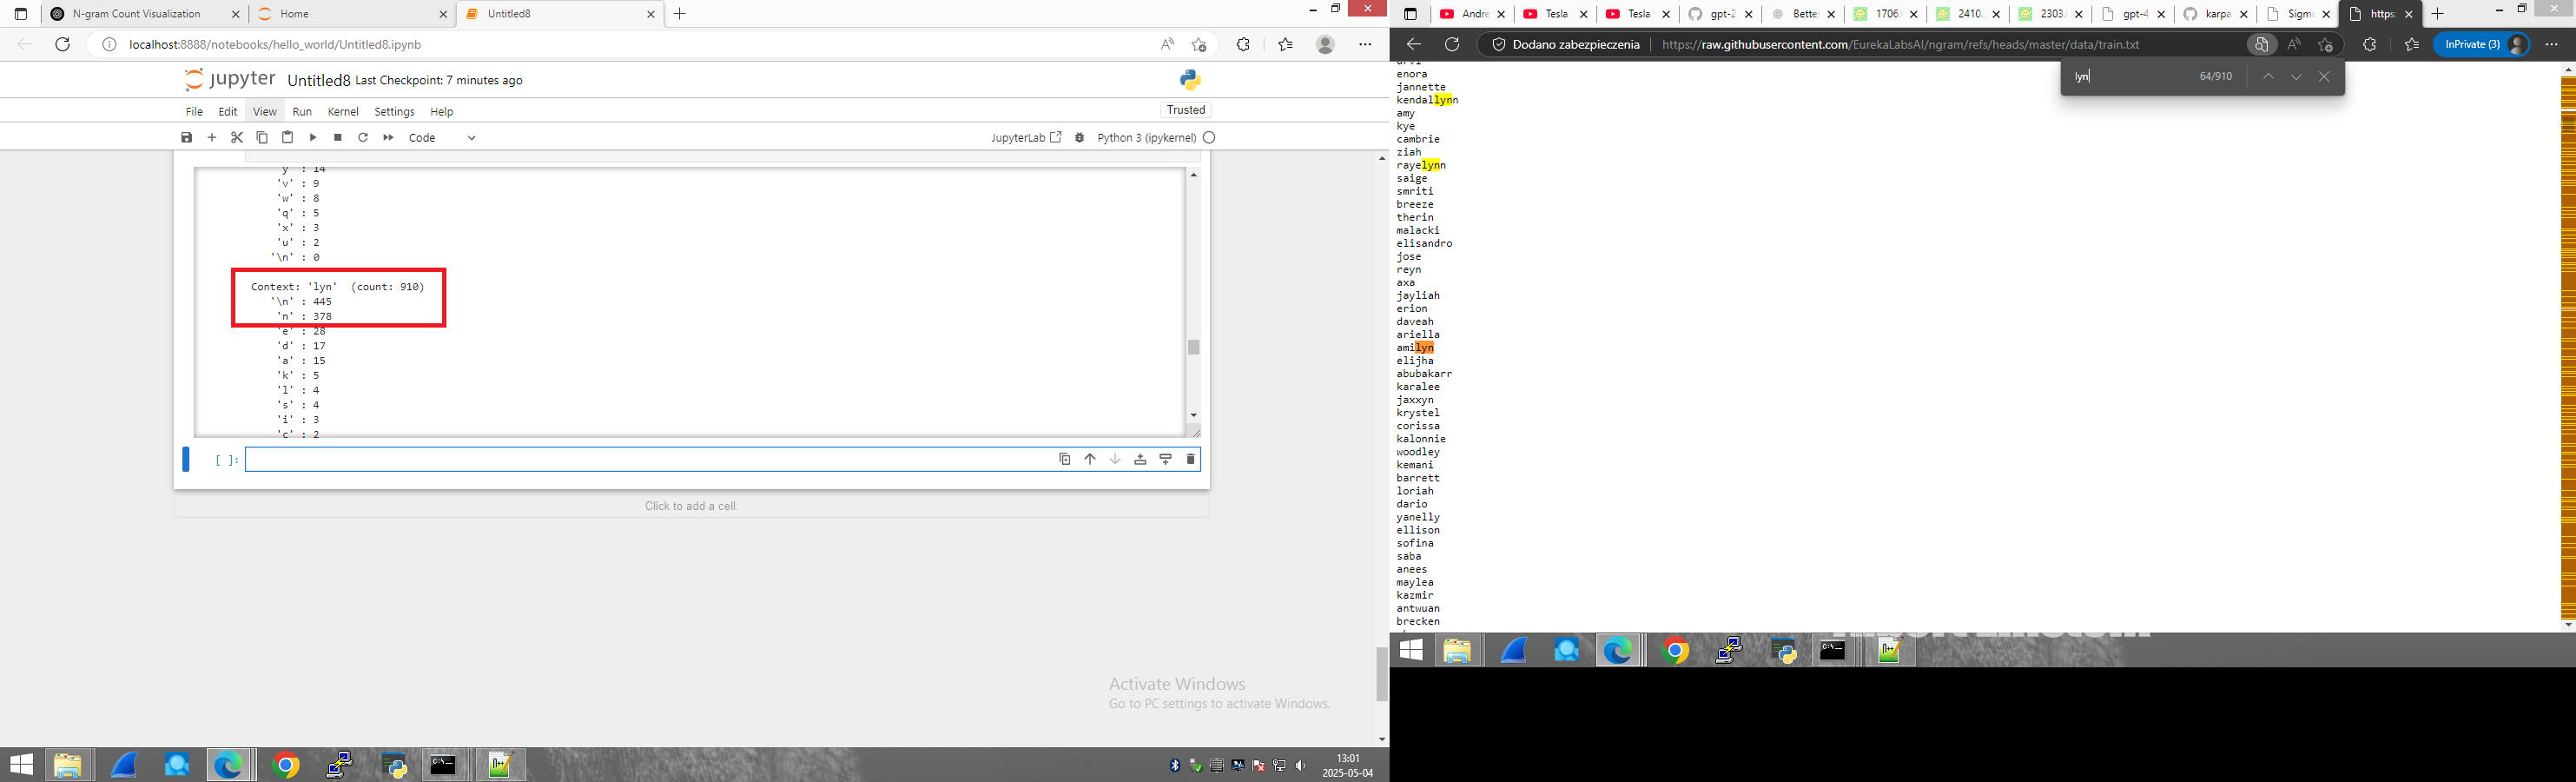 N-gram Count Visualization
Home
Untitled8
localhost:8888/notebooks/hello_world/Untitled8.ipynb
jupyter Untitled8 Last Checkpoint: 7 minutes ago
File Edit View Run Kernel Settings Help
Trusted
Code
JupyterLab
Python 3 (ipykernel)
'y' : 14
'v' : 9
'w' : 8
'q' : 5
'x' : 3
'u' : 2
'\n' : 0
Context: 'lyn' (count: 910)
'\n' : 445
'n' : 378
'e' : 28
'd' : 17
'a' : 15
'k' : 5
'l' : 4
's' : 4
'i' : 3
'c' : 2
[ ]:
Click to add a cell.
Activate Windows
Go to PC settings to activate Windows.
13:01
2025-05-04
Andre
Tesla
Tesla
gpt-2
Bette
1706.
2410.
2303.
gpt-4
karpa
Sigm
https:
Dodano zabezpieczenia
https://raw.githubusercontent.com/EurekaLabsAI/ngram/refs/heads/master/data/train.txt
InPrivate (3)
lyn
64/910
enora
jannette
kendallynn
amy
kye
cambrie
ziah
rayelynn
saige
smriti
breeze
therin
malacki
elisandro
jose
reyn
axa
jayliah
erion
daveah
ariella
amilyn
elijha
abubakarr
karalee
jaxxyn
krystel
corissa
kalonnie
woodley
kemani
barrett
loriah
dario
yanelly
ellison
sofina
saba
anees
maylea
kazmir
antwuan
brecken